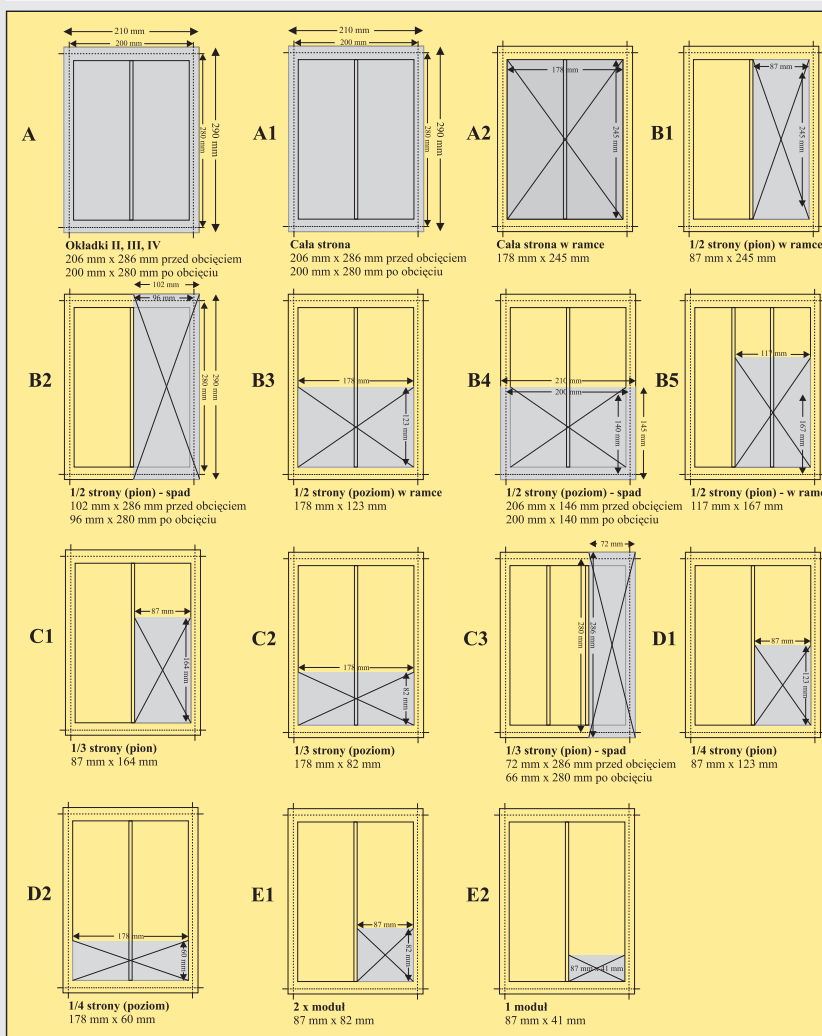 210 mm
200 mm
280 mm
290 mm
A
Okładki II, III, IV
206 mm x 286 mm przed obcięciem
200 mm x 280 mm po obcięciu
210 mm
200 mm
280 mm
290 mm
A1
Cała strona
206 mm x 286 mm przed obcięciem
200 mm x 280 mm po obcięciu
178 mm
245 mm
A2
Cała strona w ramce
178 mm x 245 mm
87 mm
245 mm
B1
1/2 strony (pion) w ramce
87 mm x 245 mm
102 mm
96 mm
280 mm
290 mm
B2
1/2 strony (pion) - spad
102 mm x 286 mm przed obcięciem
96 mm x 280 mm po obcięciu
178 mm
123 mm
B3
1/2 strony (poziom) w ramce
178 mm x 123 mm
210 mm
200 mm
140 mm
145 mm
B4
1/2 strony (poziom) - spad
206 mm x 146 mm przed obcięciem
200 mm x 140 mm po obcięciu
117 mm
167 mm
B5
1/2 strony (pion) - w ramce
117 mm x 167 mm
87 mm
164 mm
C1
1/3 strony (pion)
87 mm x 164 mm
178 mm
82 mm
C2
1/3 strony (poziom)
178 mm x 82 mm
72 mm
280 mm
286 mm
C3
1/3 strony (pion) - spad
72 mm x 286 mm przed obcięciem
66 mm x 280 mm po obcięciu
87 mm
123 mm
D1
1/4 strony (pion)
87 mm x 123 mm
178 mm
60 mm
D2
1/4 strony (poziom)
178 mm x 60 mm
87 mm
82 mm
E1
2 x moduł
87 mm x 82 mm
87 mm x 41 mm
E2
1 moduł
87 mm x 41 mm